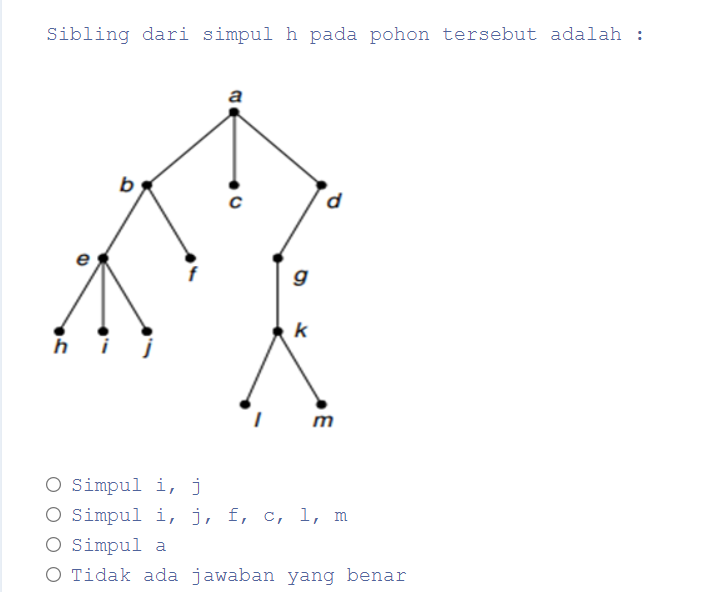 Sibling dari simpul h pada pohon tersebut adalah :
a
b
c
d
e
f
g
h i j
k
l
m
Simpul i, j
Simpul i, j, f, c, l, m
Simpul a
Tidak ada jawaban yang benar